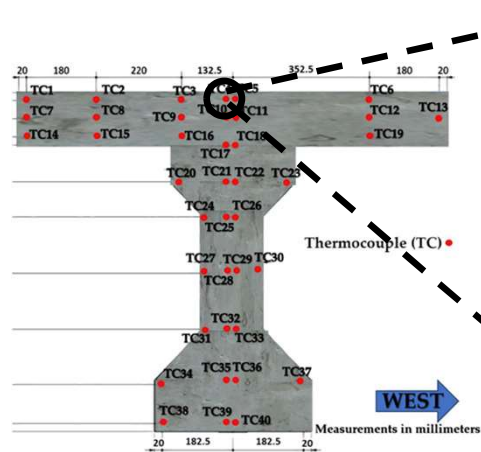 20 180 220 132.5 352.5 180 20
TC1 TC2 TC3 TC6
TC7 TC8 TC9 TC11 TC12 TC13
TC14 TC15 TC16 TC18 TC19
TC17
TC20 TC21 TC22 TC23
TC24 TC26
TC25
Thermocouple (TC)
TC27 TC29 TC30
TC28
TC32
TC31 TC33
TC34 TC35 TC36 TC37
TC38 TC39 TC40
WEST
Measurements in millimeters
20 182.5 182.5 20